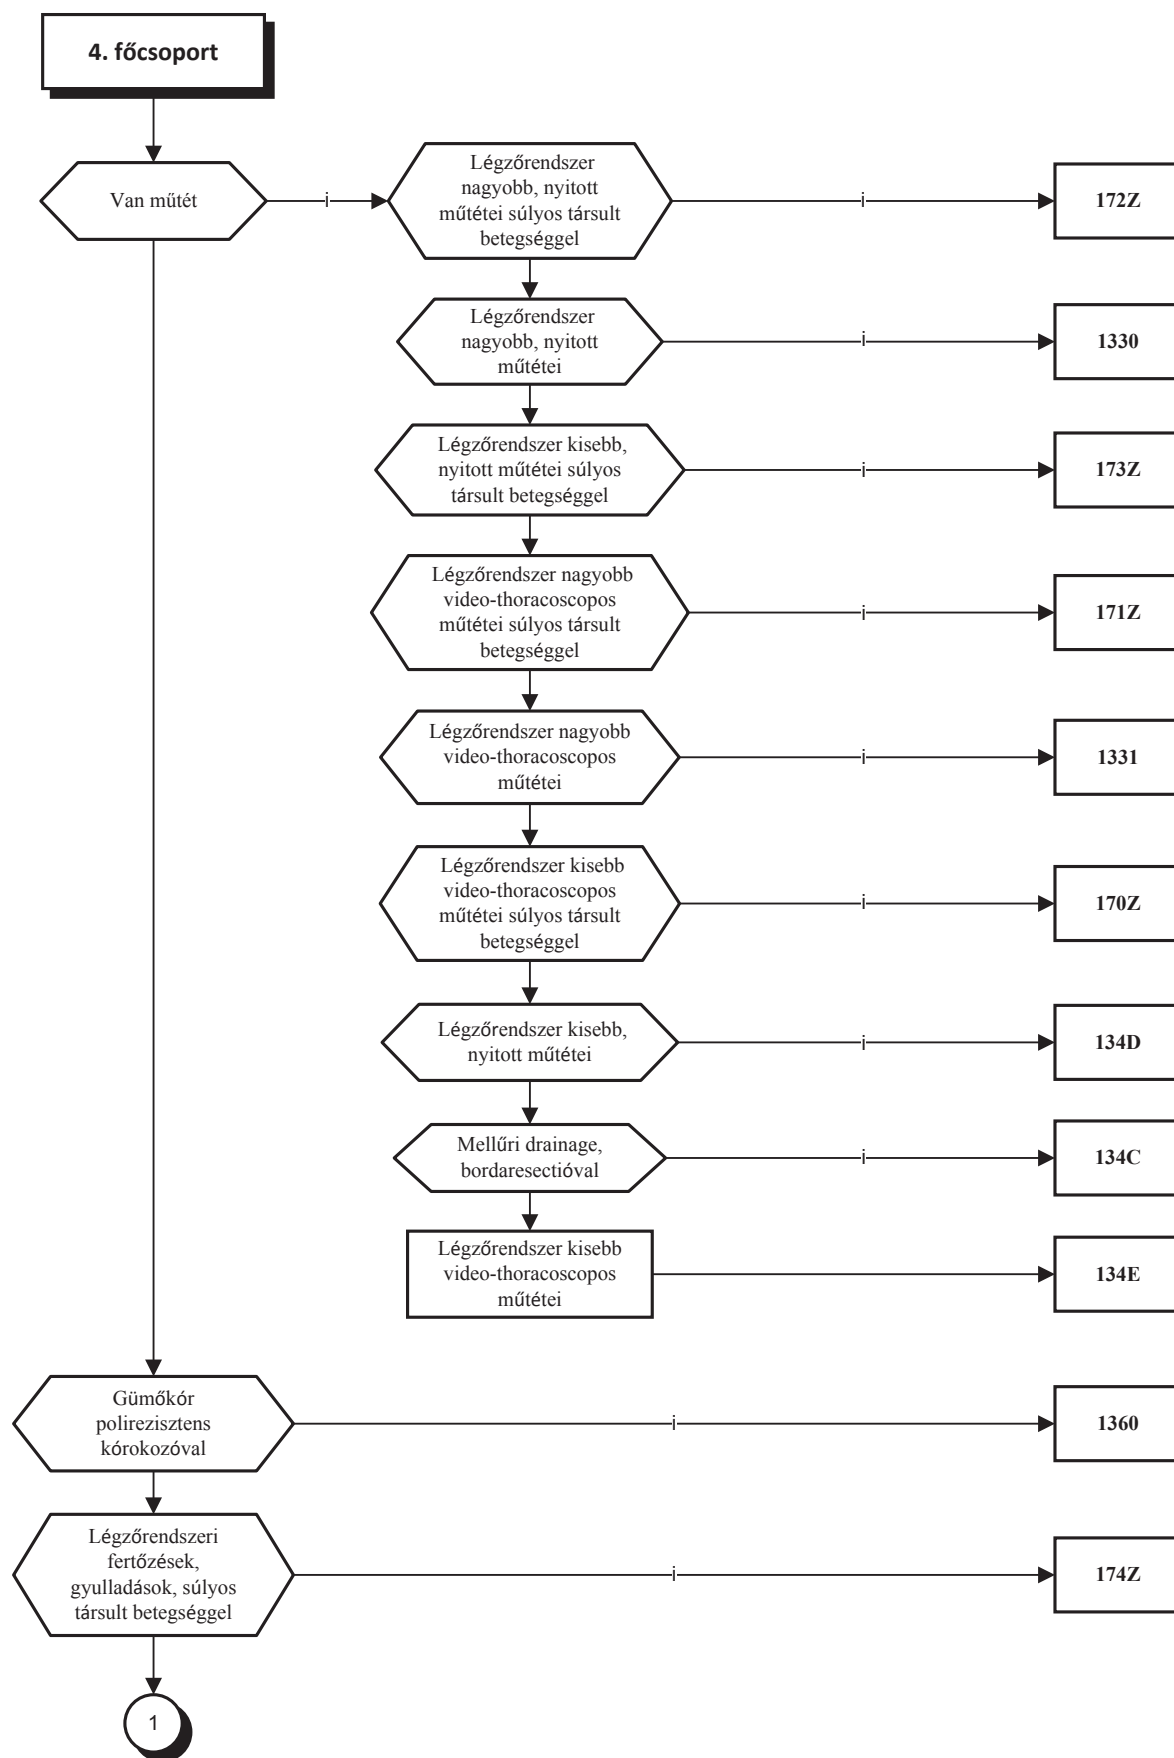 4. főcsoport
Van műtét
i
Légzőrendszer
nagyobb, nyitott
műtétei súlyos társult
betegséggel
i
172Z
Légzőrendszer
nagyobb, nyitott
műtétei
i
1330
Légzőrendszer kisebb,
nyitott műtétei súlyos
társult betegséggel
i
173Z
Légzőrendszer nagyobb
video-thoracoscopos
műtétei súlyos társult
betegséggel
i
171Z
Légzőrendszer nagyobb
video-thoracoscopos
műtétei
i
1331
Légzőrendszer kisebb
video-thoracoscopos
műtétei súlyos társult
betegséggel
i
170Z
Légzőrendszer kisebb,
nyitott műtétei
i
134D
Mellűri drainage,
bordaresectióval
i
134C
Légzőrendszer kisebb
video-thoracoscopos
műtétei
134E
Gümőkór
polirezisztens
kórokozóval
i
1360
Légzőrendszeri
fertőzések,
gyulladások, súlyos
társult betegséggel
i
174Z
1